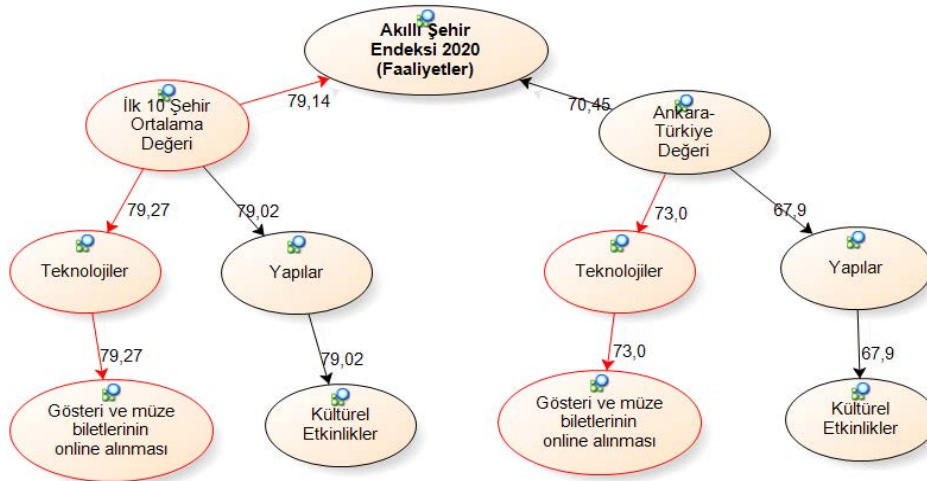 Akıllı Şehir
Endeksi 2020
(Faaliyetler)
79,14
70,45
İlk 10 Şehir
Ortalama
Değeri
Ankara-
Türkiye
Değeri
79,27
79,02
73,0
67,9
Teknolojiler
Yapılar
Teknolojiler
Yapılar
79,27
79,02
73,0
67,9
Gösteri ve müze
biletlerinin
online alınması
Kültürel
Etkinlikler
Gösteri ve müze
biletlerinin
online alınması
Kültürel
Etkinlikler